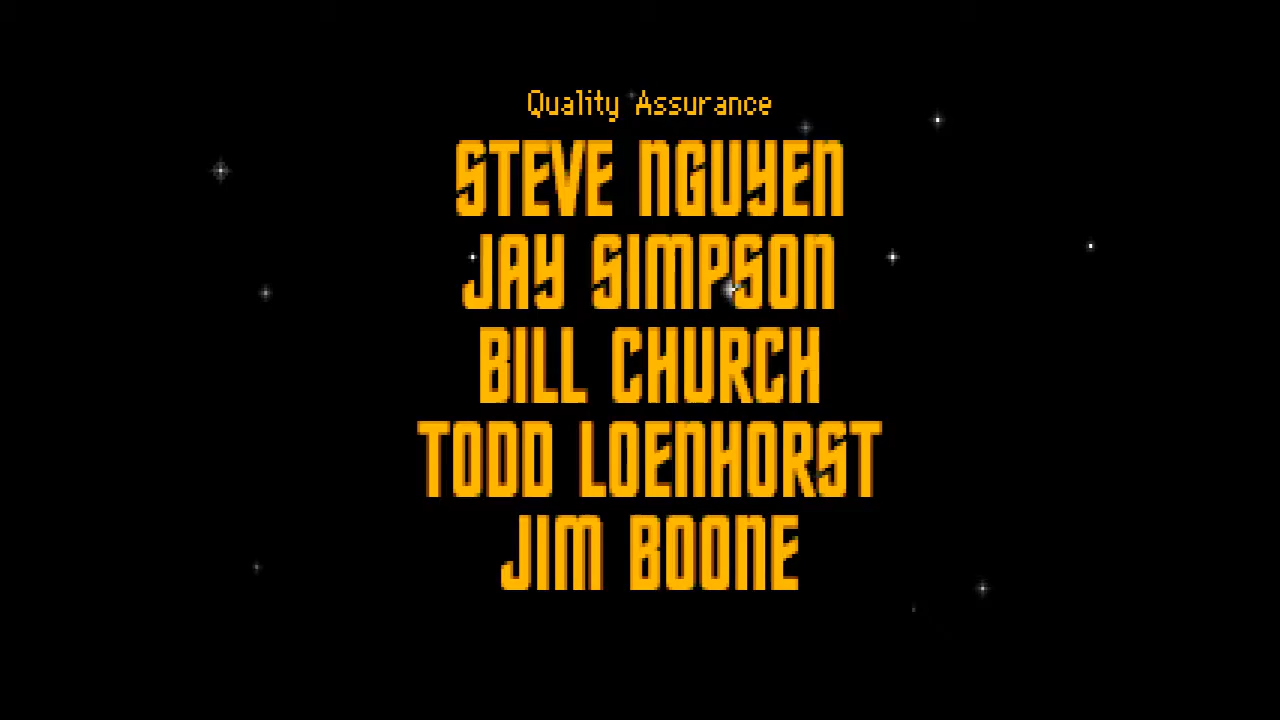 Quality Assurance
STEVE NGUYEN
JAY SIMPSON
BILL CHURCH
TODD LOENHORST
JIM BOONE